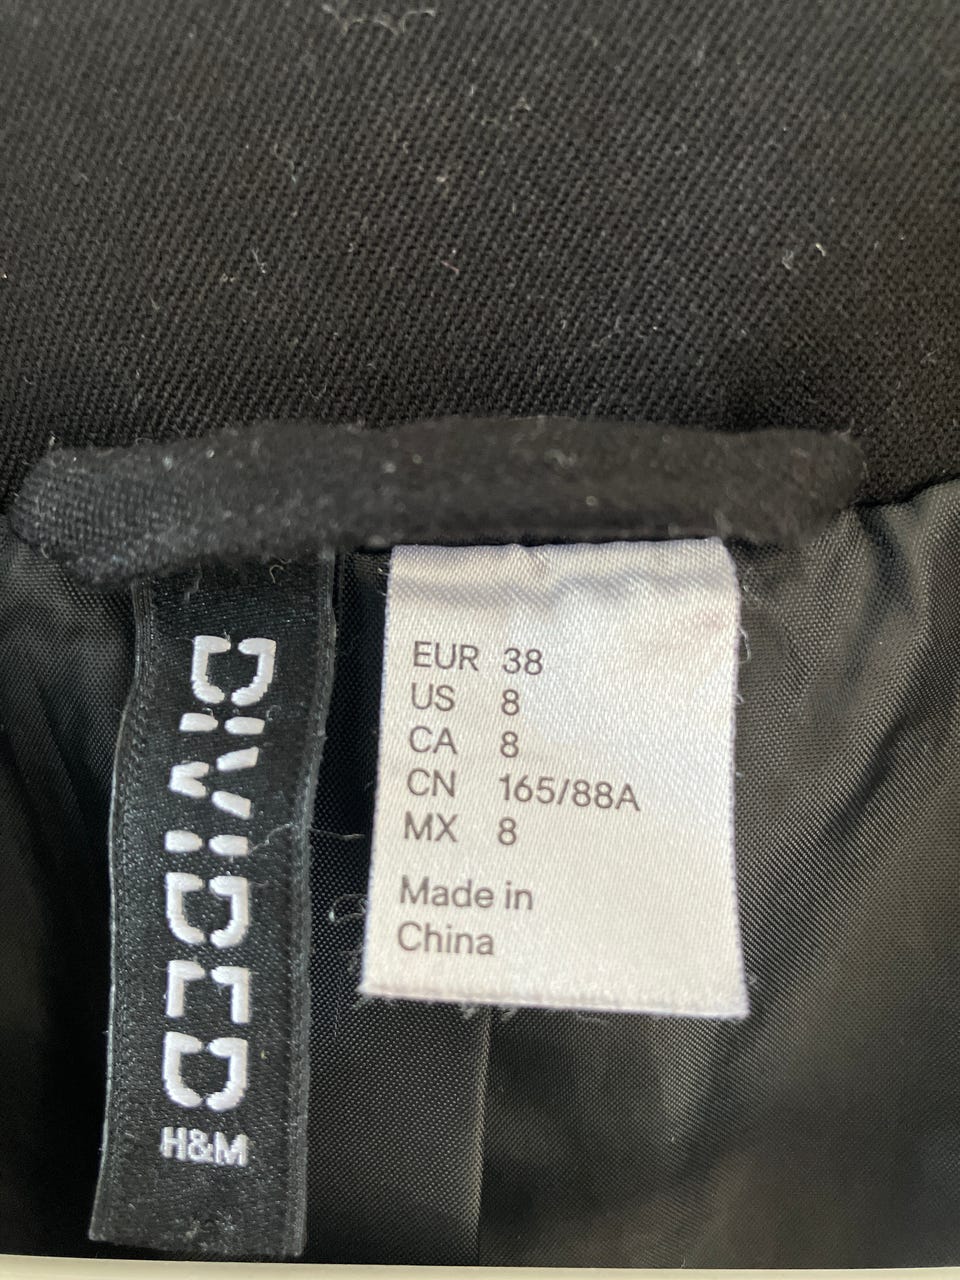 DIVIDED
H&M
EUR 38
US 8
CA 8
CN 165/88A
MX 8
Made in
China